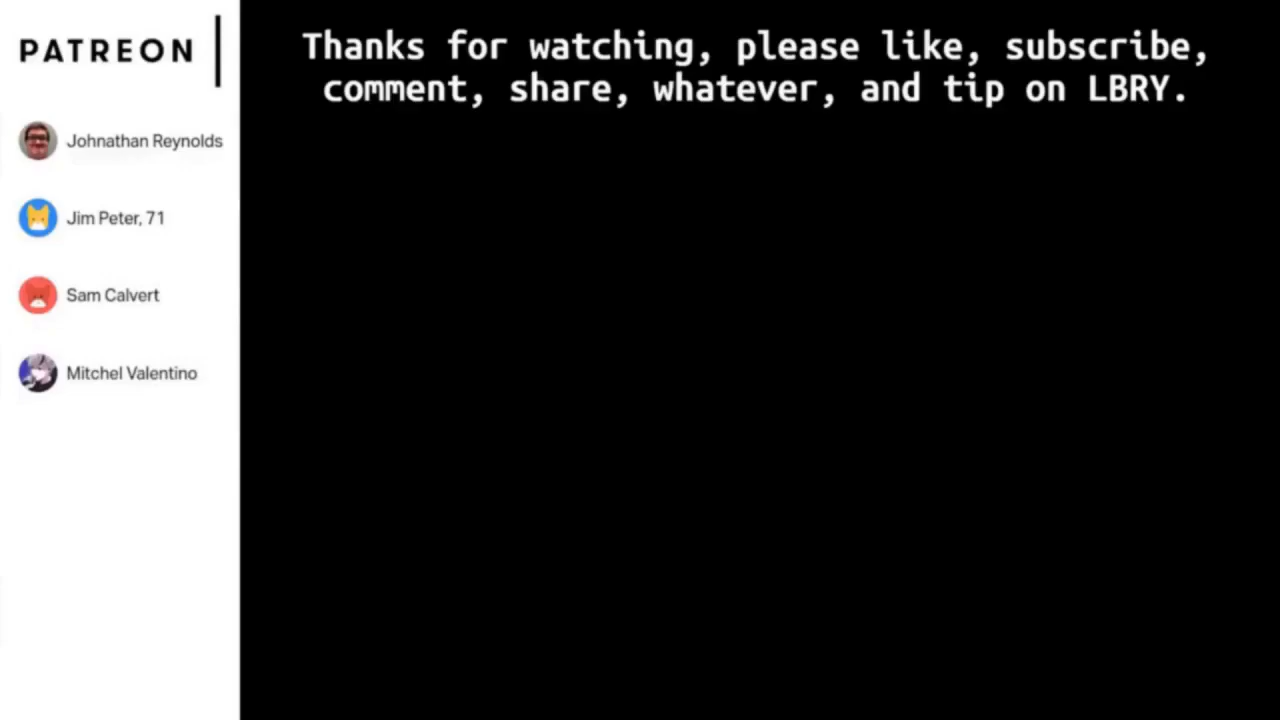 PATREON
Johnathan Reynolds
Jim Peter, 71
Sam Calvert
Mitchel Valentino
Thanks for watching, please like, subscribe,
comment, share, whatever, and tip on LBRY.